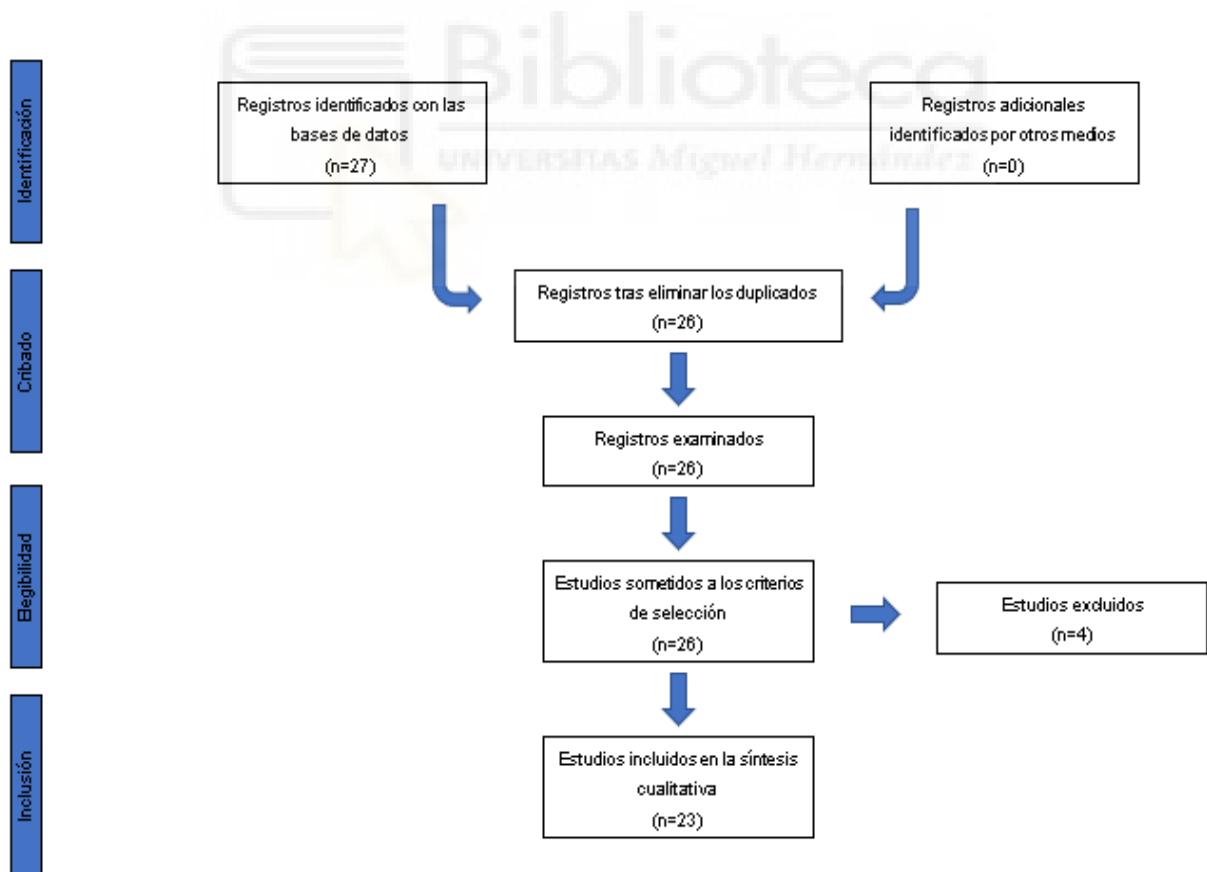 Biblioteca
UNIVERSITAS Miguel Hernández
Identificación
Registros identificados con las
bases de datos
(n=27)
Registros adicionales
identificados por otros medios
(n=0)
Cribado
Registros tras eliminar los duplicados
(n=26)
Registros examinados
(n=26)
Elegibilidad
Estudios sometidos a los criterios
de selección
(n=26)
Estudios excluidos
(n=4)
Inclusión
Estudios incluidos en la síntesis
cualitativa
(n=23)